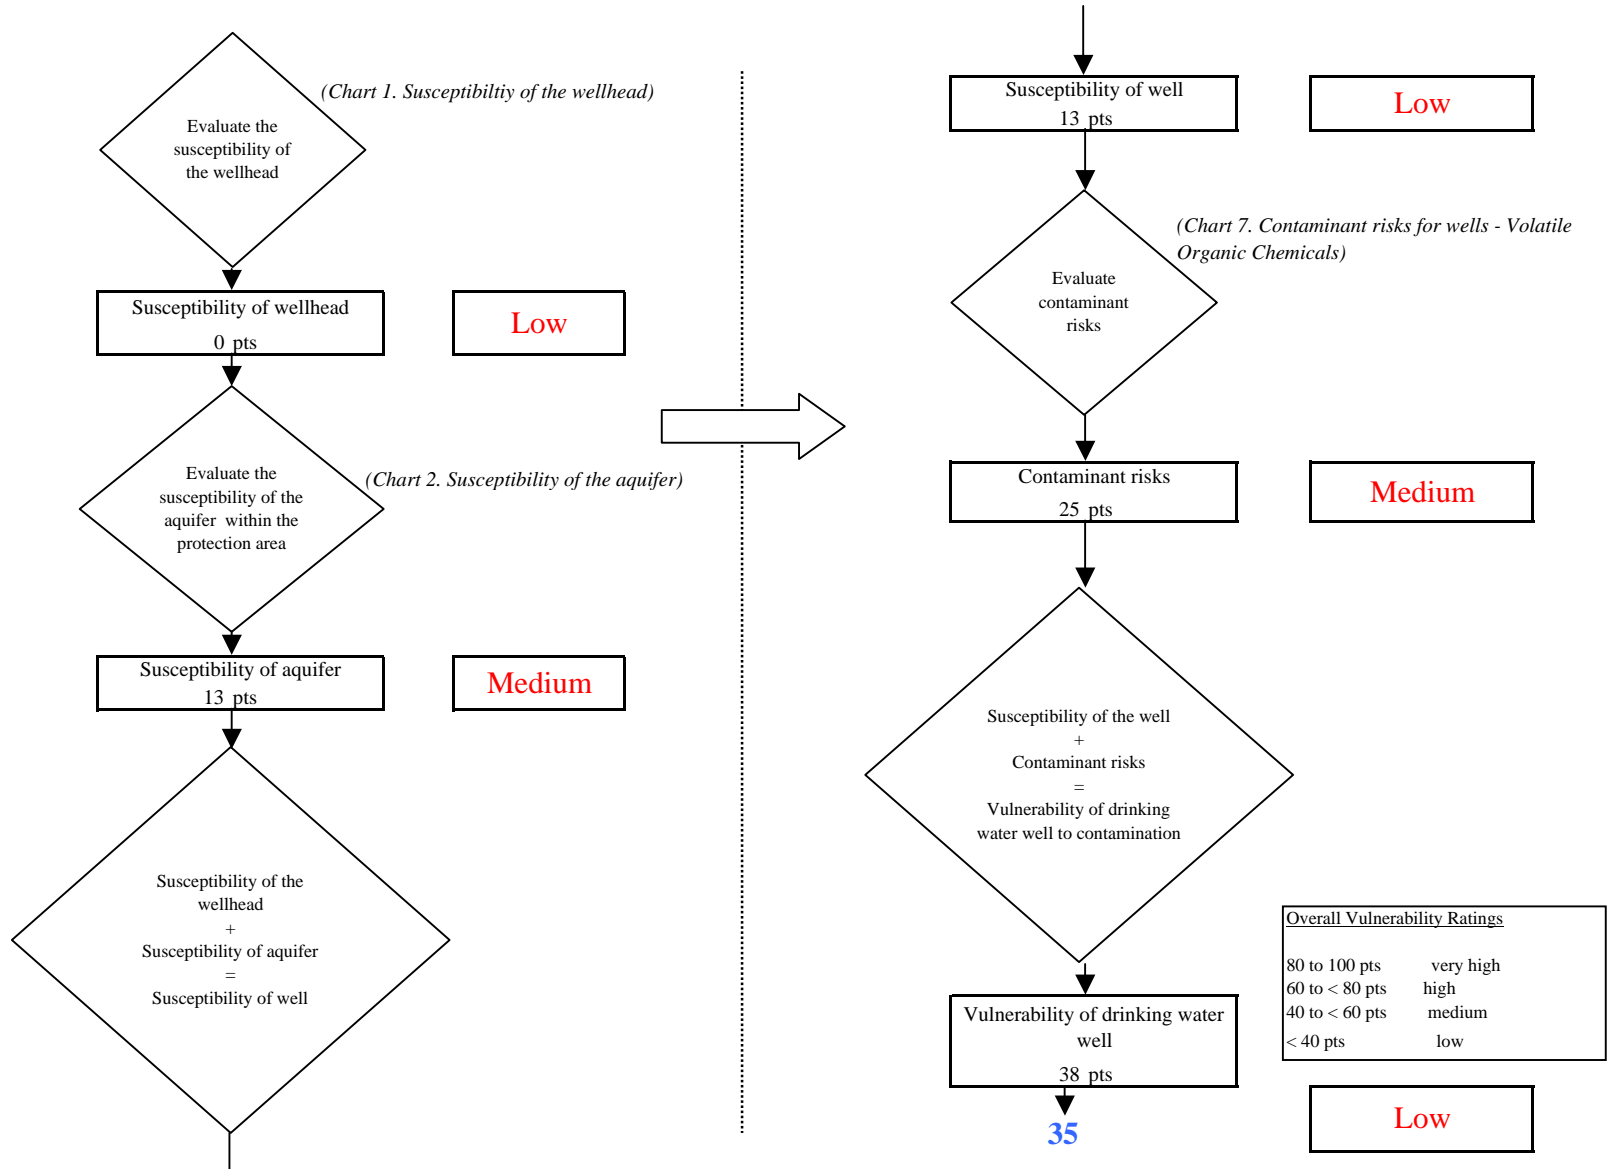 (Chart 1. Susceptibiltiy of the wellhead)
Evaluate the
susceptibility of
the wellhead
Susceptibility of wellhead
0 pts
Low
Evaluate the
susceptibility of the
aquifer within the
protection area
(Chart 2. Susceptibility of the aquifer)
Susceptibility of aquifer
13 pts
Medium
Susceptibility of the
wellhead
+
Susceptibility of aquifer
=
Susceptibility of well
Susceptibility of well
13 pts
Low
(Chart 7. Contaminant risks for wells - Volatile
Organic Chemicals)
Evaluate
contaminant
risks
Contaminant risks
25 pts
Medium
Susceptibility of the well
+
Contaminant risks
=
Vulnerability of drinking
water well to contamination
Overall Vulnerability Ratings
80 to 100 pts very high
60 to < 80 pts high
40 to < 60 pts medium
< 40 pts low
Vulnerability of drinking water
well
38 pts
35
Low